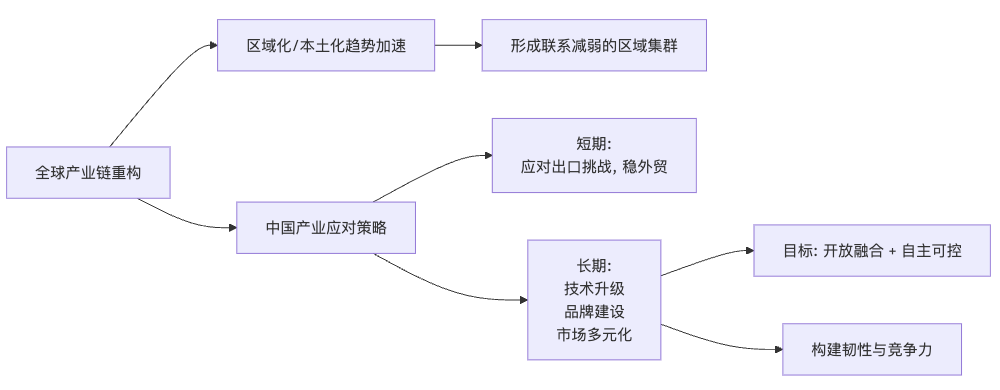 区域化/本土化趋势加速
形成联系减弱的区域集群
全球产业链重构
短期:
应对出口挑战, 稳外贸
中国产业应对策略
长期:
技术升级
品牌建设
市场多元化
目标: 开放融合 + 自主可控
构建韧性与竞争力